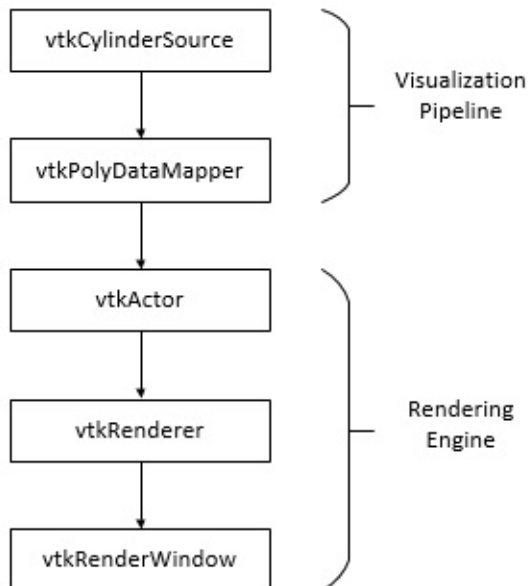 vtkCylinderSource
Visualization
Pipeline
vtkPolyDataMapper
vtkActor
vtkRenderer
Rendering
Engine
vtkRenderWindow